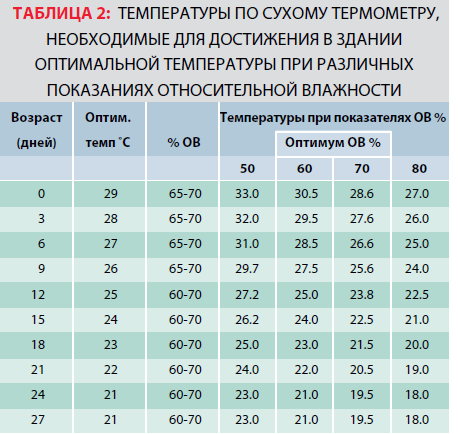 ТАБЛИЦА 2: ТЕМПЕРАТУРЫ ПО СУХОМУ ТЕРМОМЕТРУ,
НЕОБХОДИМЫЕ ДЛЯ ДОСТИЖЕНИЯ В ЗДАНИИ
ОПТИМАЛЬНОЙ ТЕМПЕРАТУРЫ ПРИ РАЗЛИЧНЫХ
ПОКАЗАНИЯХ ОТНОСИТЕЛЬНОЙ ВЛАЖНОСТИ
Возраст Оптим. Температуры при показателях ОВ %
(дней) темп °C % ОВ Оптимум ОВ %
50 60 70 80
0 29 65-70 33.0 30.5 28.6 27.0
3 28 65-70 32.0 29.5 27.6 26.0
6 27 65-70 31.0 28.5 26.6 25.0
9 26 65-70 29.7 27.5 25.6 24.0
12 25 60-70 27.2 25.0 23.8 22.5
15 24 60-70 26.2 24.0 22.5 21.0
18 23 60-70 25.0 23.0 21.5 20.0
21 22 60-70 24.0 22.0 20.5 19.0
24 21 60-70 23.0 21.0 19.5 18.0
27 21 60-70 23.0 21.0 19.5 18.0